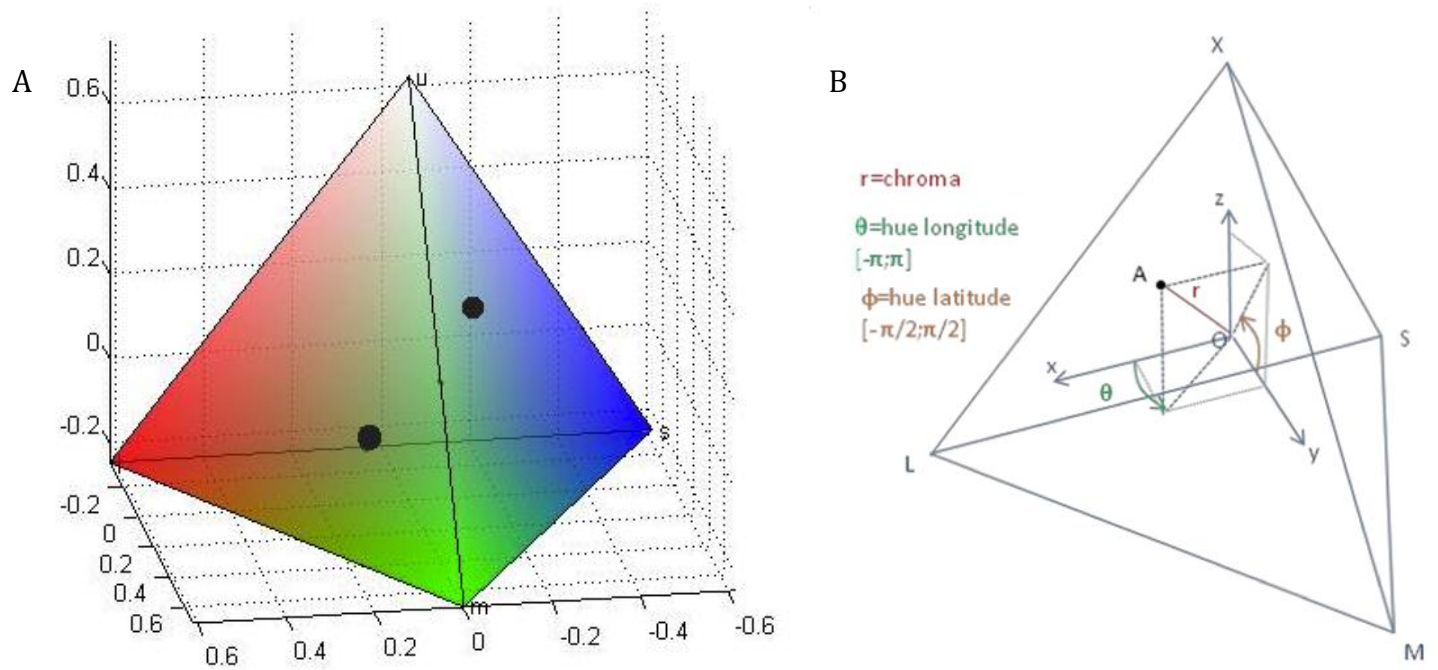 A
u
0.6
0.4
0.2
0
-0.2
s
m
-0.2
0
0.2
0.4
0.6
0.6
0.4
0.2
0
-0.2
-0.4
-0.6
B
X
r=chroma
θ=hue longitude
[-π;π]
ϕ=hue latitude
[-π/2;π/2]
z
A
r
O
ϕ
S
x
θ
y
L
M